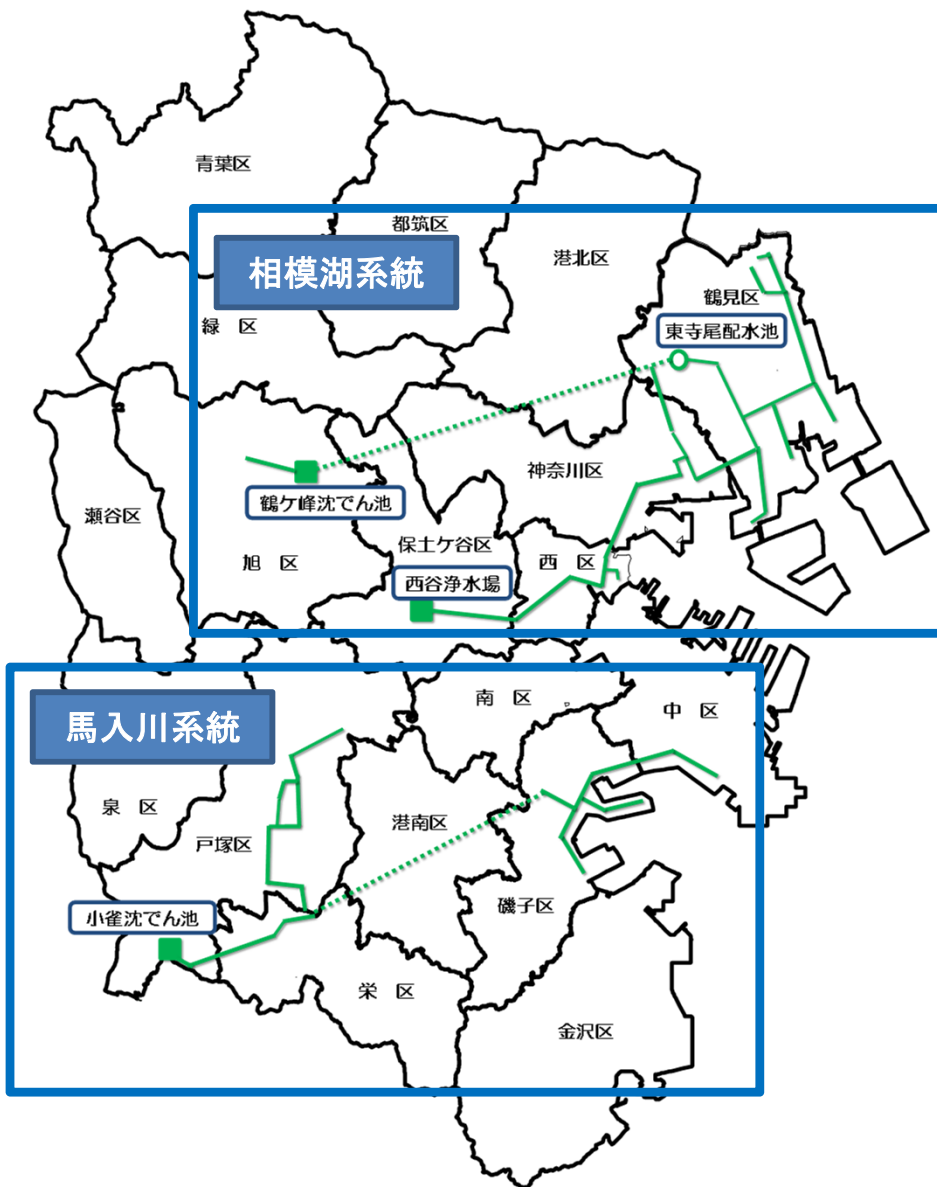 青葉区
都筑区
港北区
相模湖系統
鶴見区
緑 区
東寺尾配水池
神奈川区
鶴ケ峰沈でん池
瀬谷区
保土ケ谷区
旭 区
西 区
西谷浄水場
南 区
中 区
馬入川系統
泉 区
港南区
戸塚区
磯子区
小雀沈でん池
栄 区
金沢区